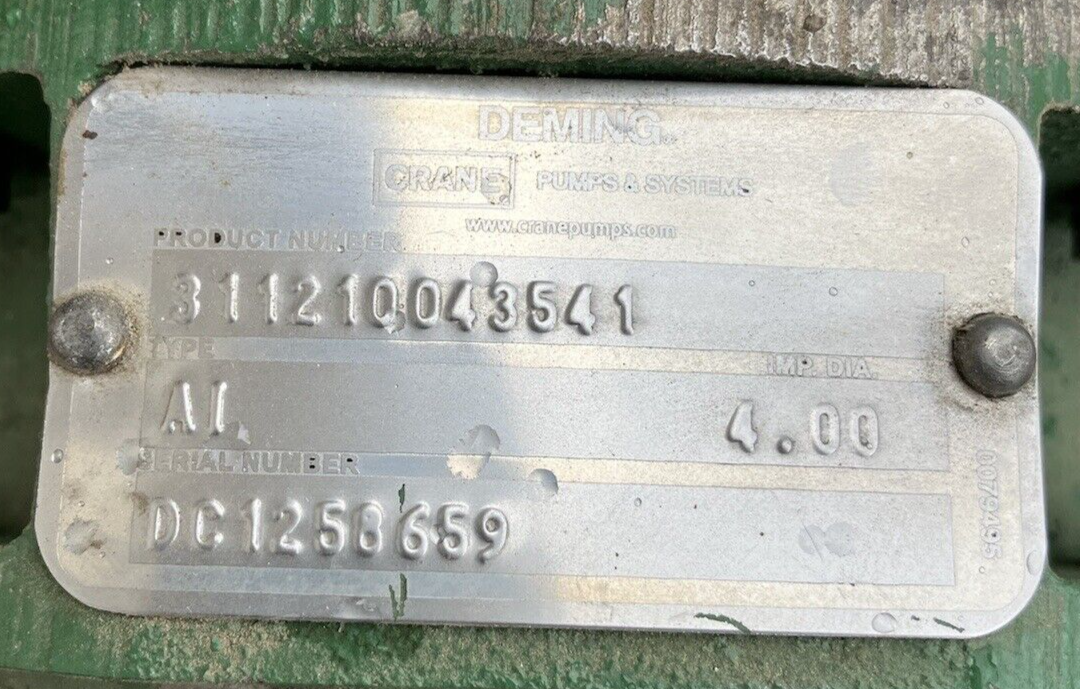 DEMING
CRANE PUMPS & SYSTEMS
www.cranepumps.com
PRODUCT NUMBER
311210043541
TYPE IMP. DIA.
AI 4.00
SERIAL NUMBER
DC1258659
0079495